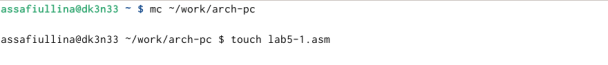 assafiullina@dk3n33 ~ $ mc ~/work/arch-pc
assafiullina@dk3n33 ~/work/arch-pc $ touch lab5-1.asm